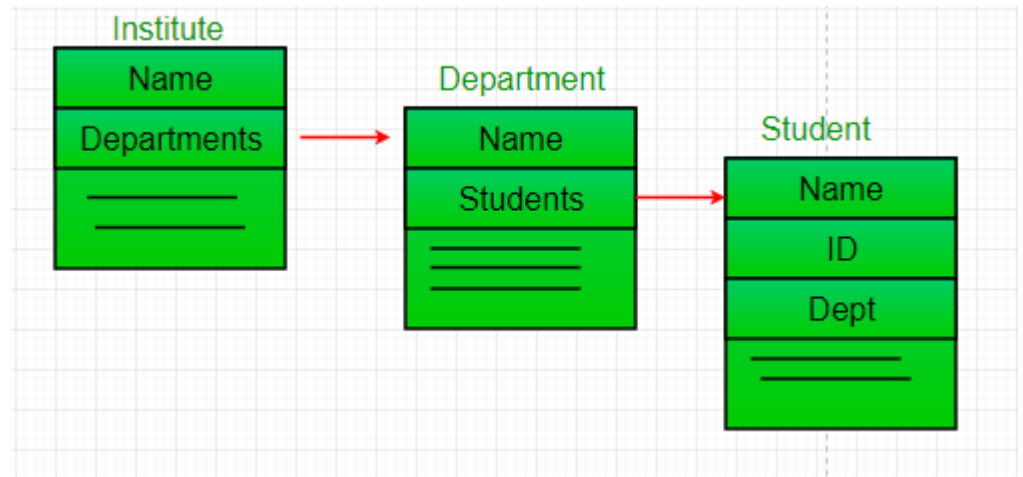 Institute
Name
Departments
Department
Name
Students
Student
Name
ID
Dept